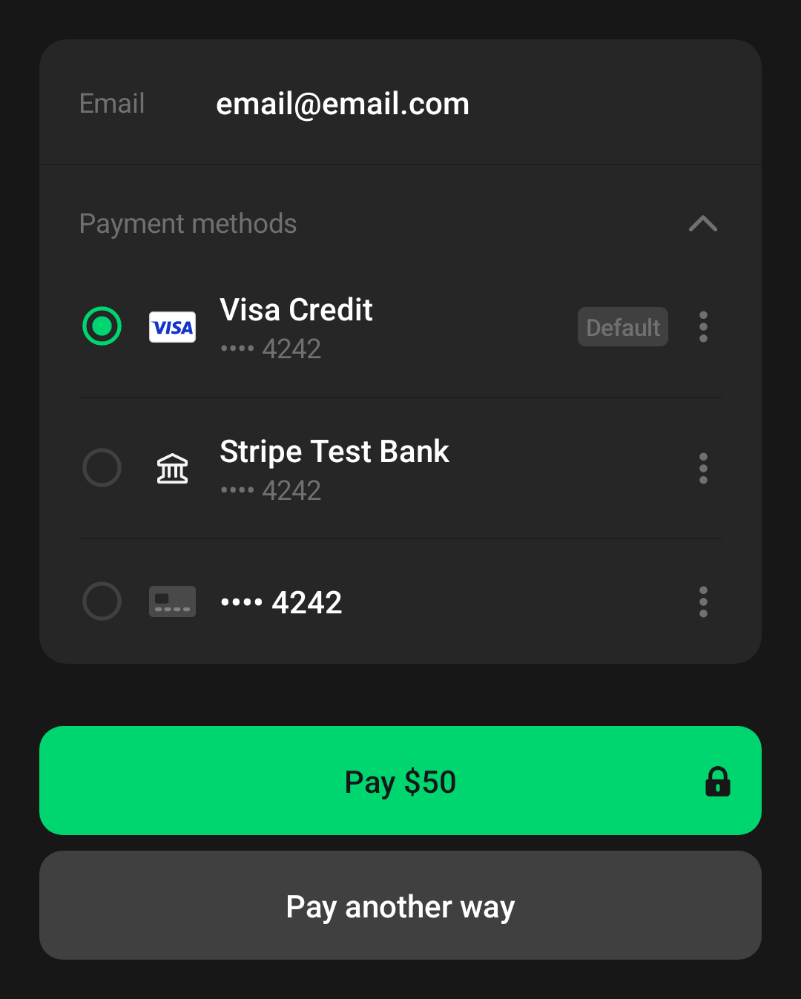 Email email@email.com
Payment methods
VISA Visa Credit Default
•••• 4242
Stripe Test Bank
•••• 4242
•••• 4242
Pay $50
Pay another way